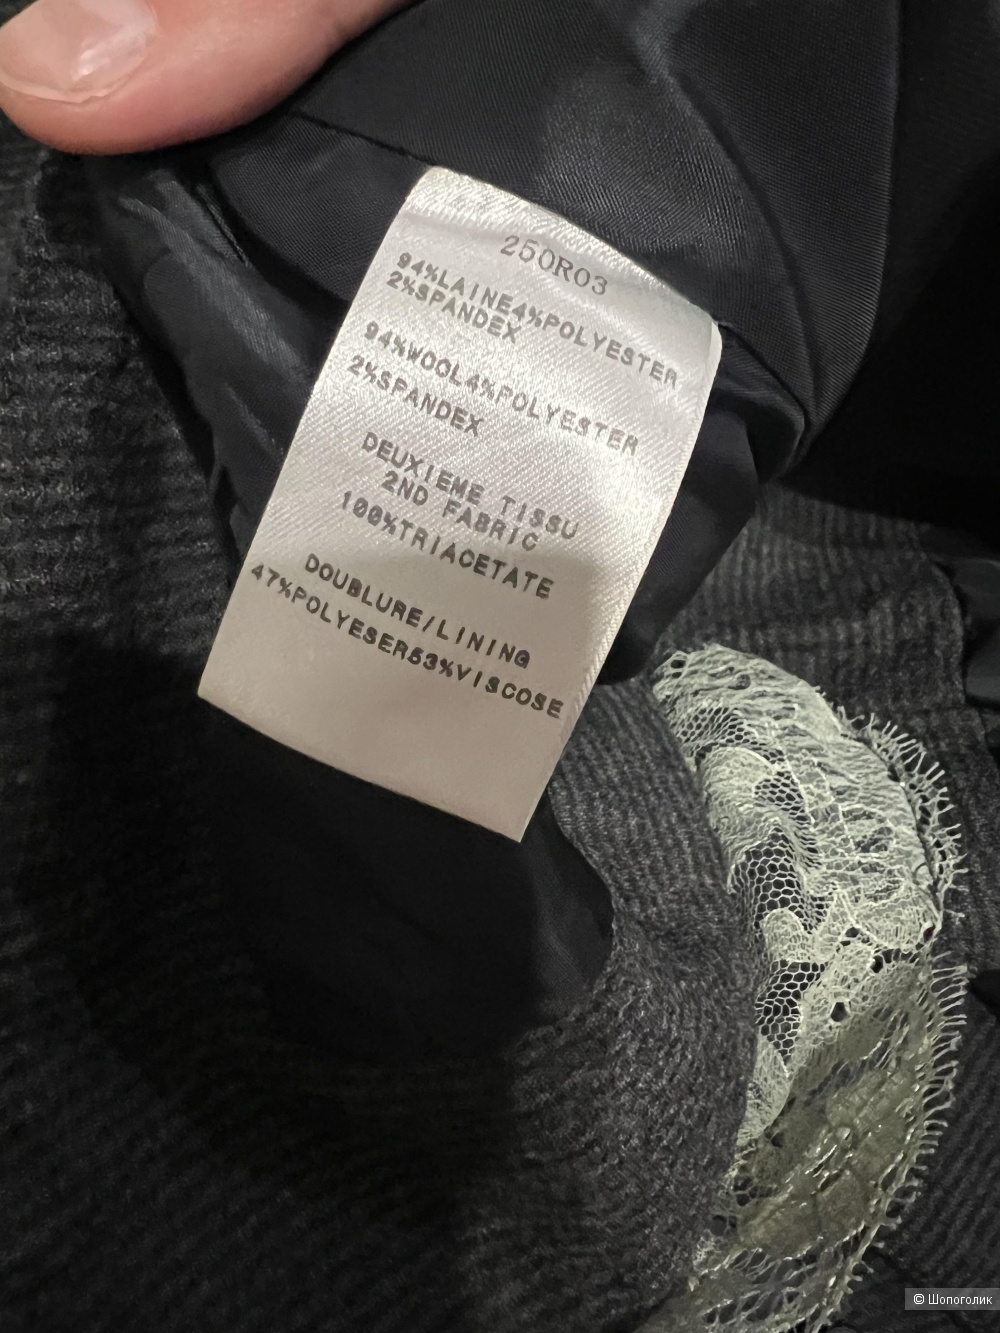 250R03
94%LAINE4%POLYESTER
2%SPANDEX
94%WOOL4%POLYESTER
2%SPANDEX
DEUXIEME TISSU
2ND FABRIC
100%TRIACETATE
DOUBLURE/LINING
47%POLYESER53%VISCOSE
© Шопоголик